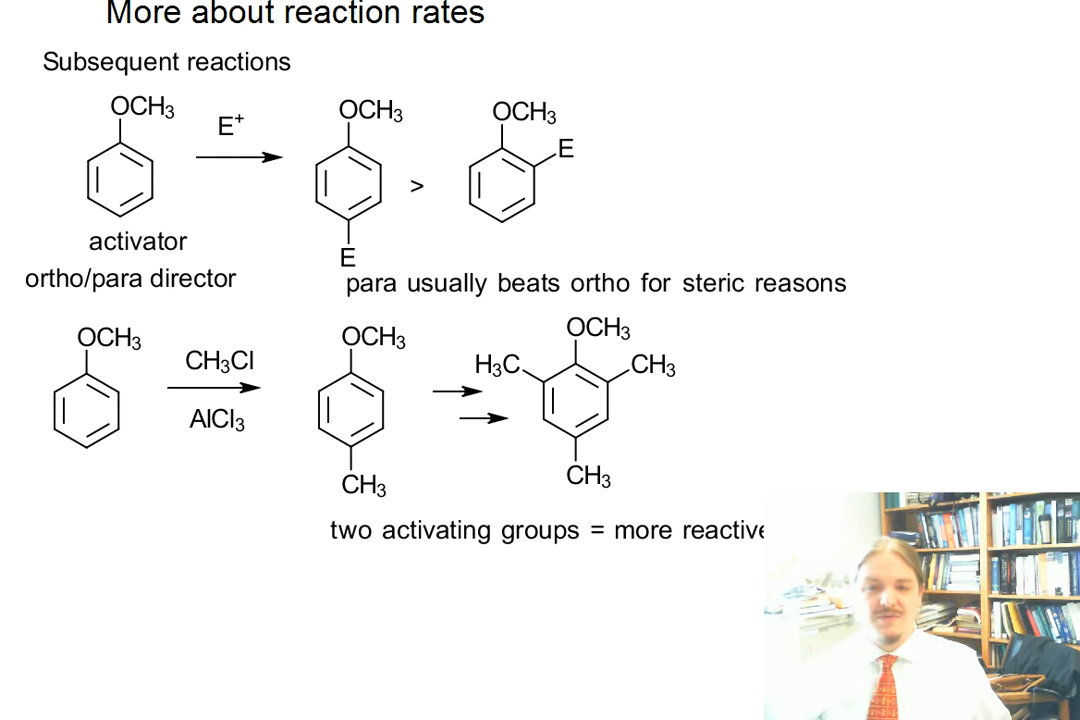 More about reaction rates
Subsequent reactions
OCH₃
E⁺
OCH₃
OCH₃
E
>
E
activator
ortho/para director
para usually beats ortho for steric reasons
OCH₃
CH₃Cl
AlCl₃
OCH₃
CH₃
OCH₃
H₃C
CH₃
CH₃
two activating groups = more reactive